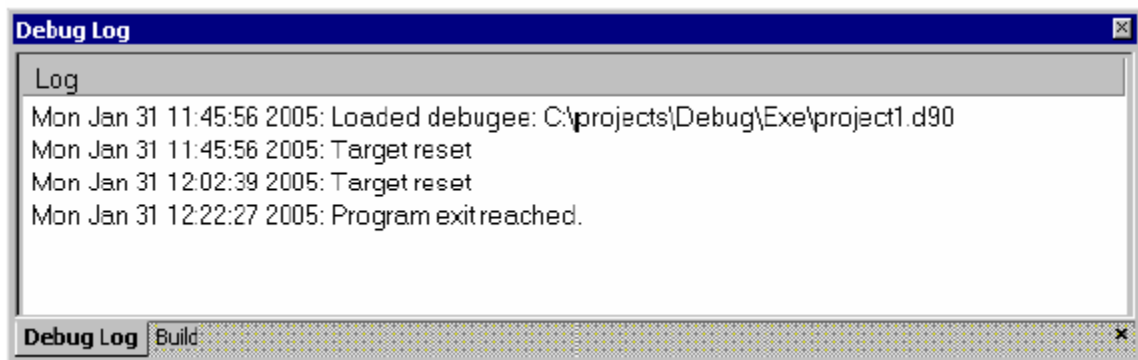 Debug Log
Log
Mon Jan 31 11:45:56 2005: Loaded debugee: C:\projects\Debug\Exe\project1.d90
Mon Jan 31 11:45:56 2005: Target reset
Mon Jan 31 12:02:39 2005: Target reset
Mon Jan 31 12:22:27 2005: Program exit reached.
Debug Log Build